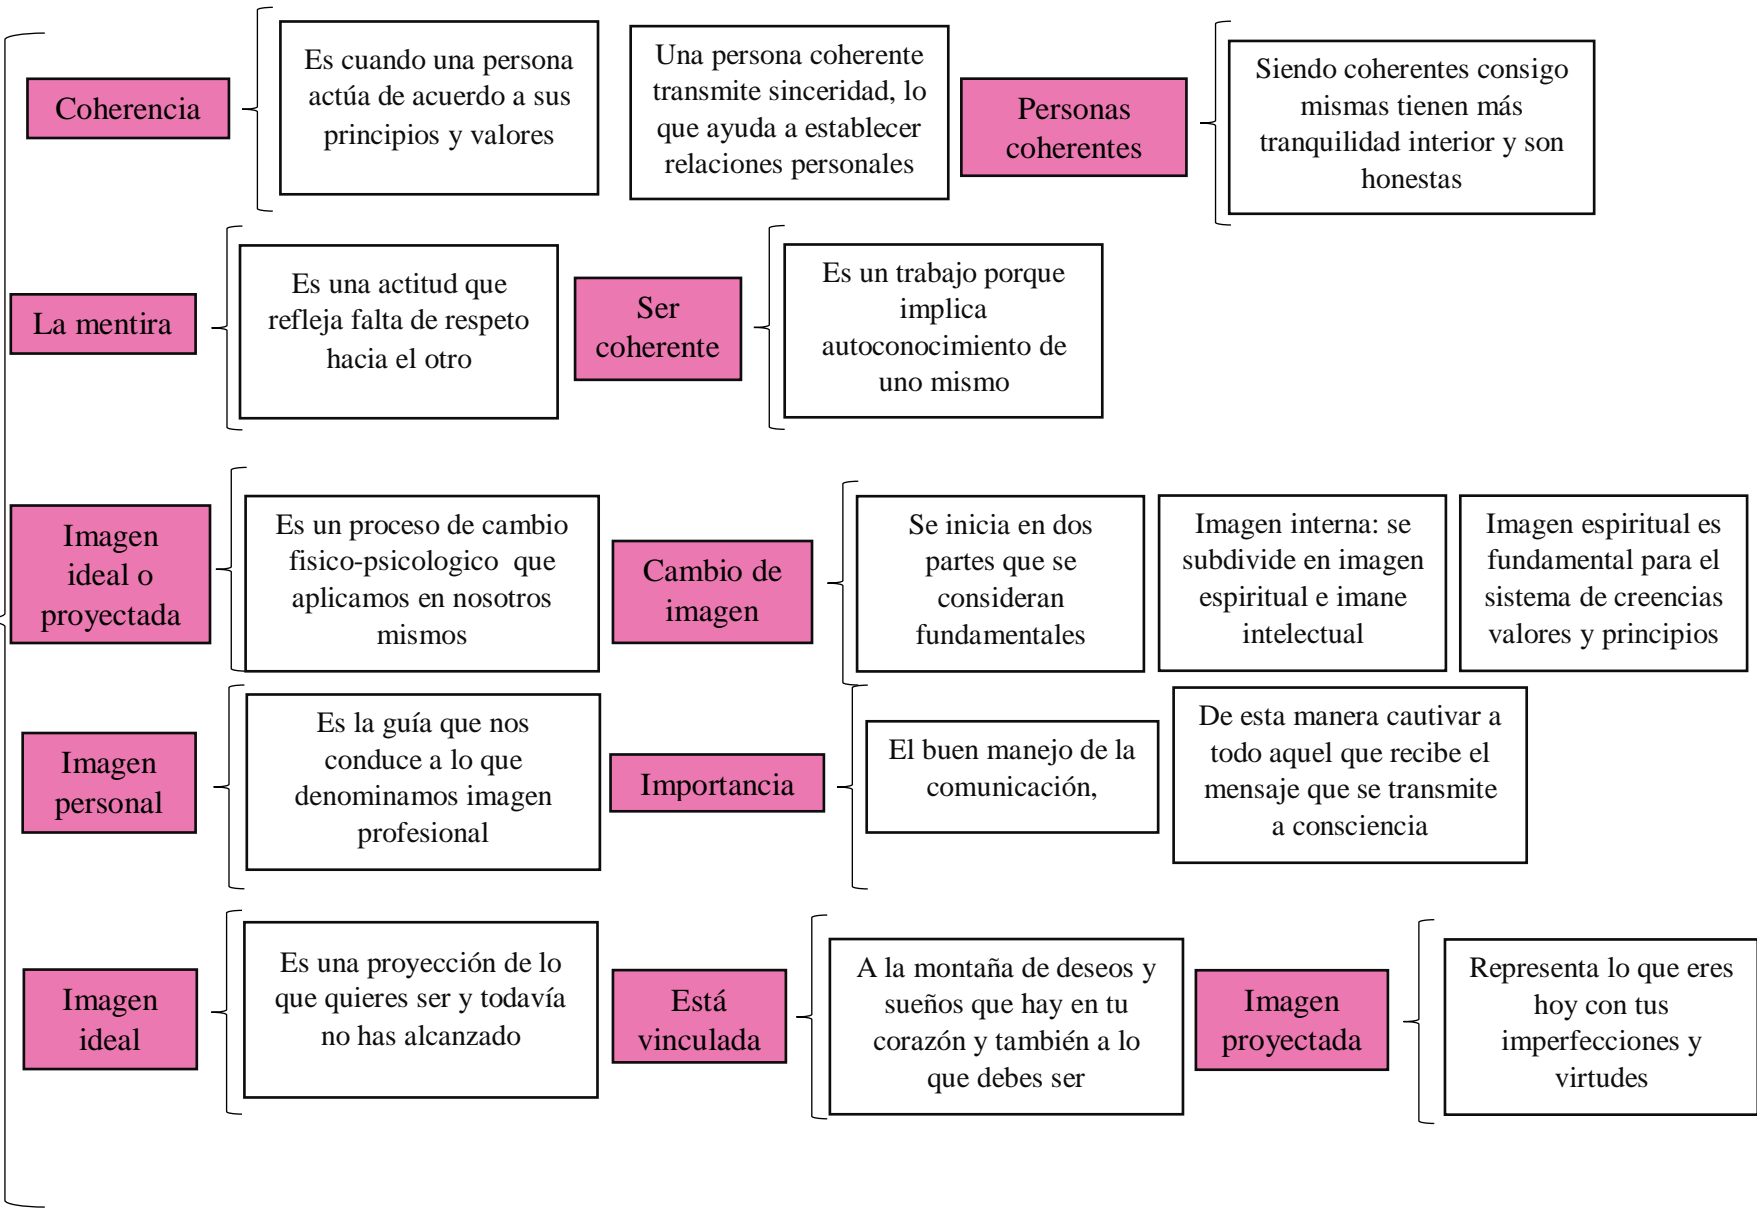 Coherencia
Es cuando una persona
actúa de acuerdo a sus
principios y valores
Una persona coherente
transmite sinceridad, lo
que ayuda a establecer
relaciones personales
Personas
coherentes
Siendo coherentes consigo
mismas tienen más
tranquilidad interior y son
honestas
La mentira
Es una actitud que
refleja falta de respeto
hacia el otro
Ser
coherente
Es un trabajo porque
implica
autoconocimiento de
uno mismo
Imagen
ideal o
proyectada
Es un proceso de cambio
fisico-psicologico que
aplicamos en nosotros
mismos
Cambio de
imagen
Se inicia en dos
partes que se
consideran
fundamentales
Imagen interna: se
subdivide en imagen
espiritual e imane
intelectual
Imagen espiritual es
fundamental para el
sistema de creencias
valores y principios
Imagen
personal
Es la guía que nos
conduce a lo que
denominamos imagen
profesional
Importancia
El buen manejo de la
comunicación,
De esta manera cautivar a
todo aquel que recibe el
mensaje que se transmite
a consciencia
Imagen
ideal
Es una proyección de lo
que quieres ser y todavía
no has alcanzado
Está
vinculada
A la montaña de deseos y
sueños que hay en tu
corazón y también a lo
que debes ser
Imagen
proyectada
Representa lo que eres
hoy con tus
imperfecciones y
virtudes